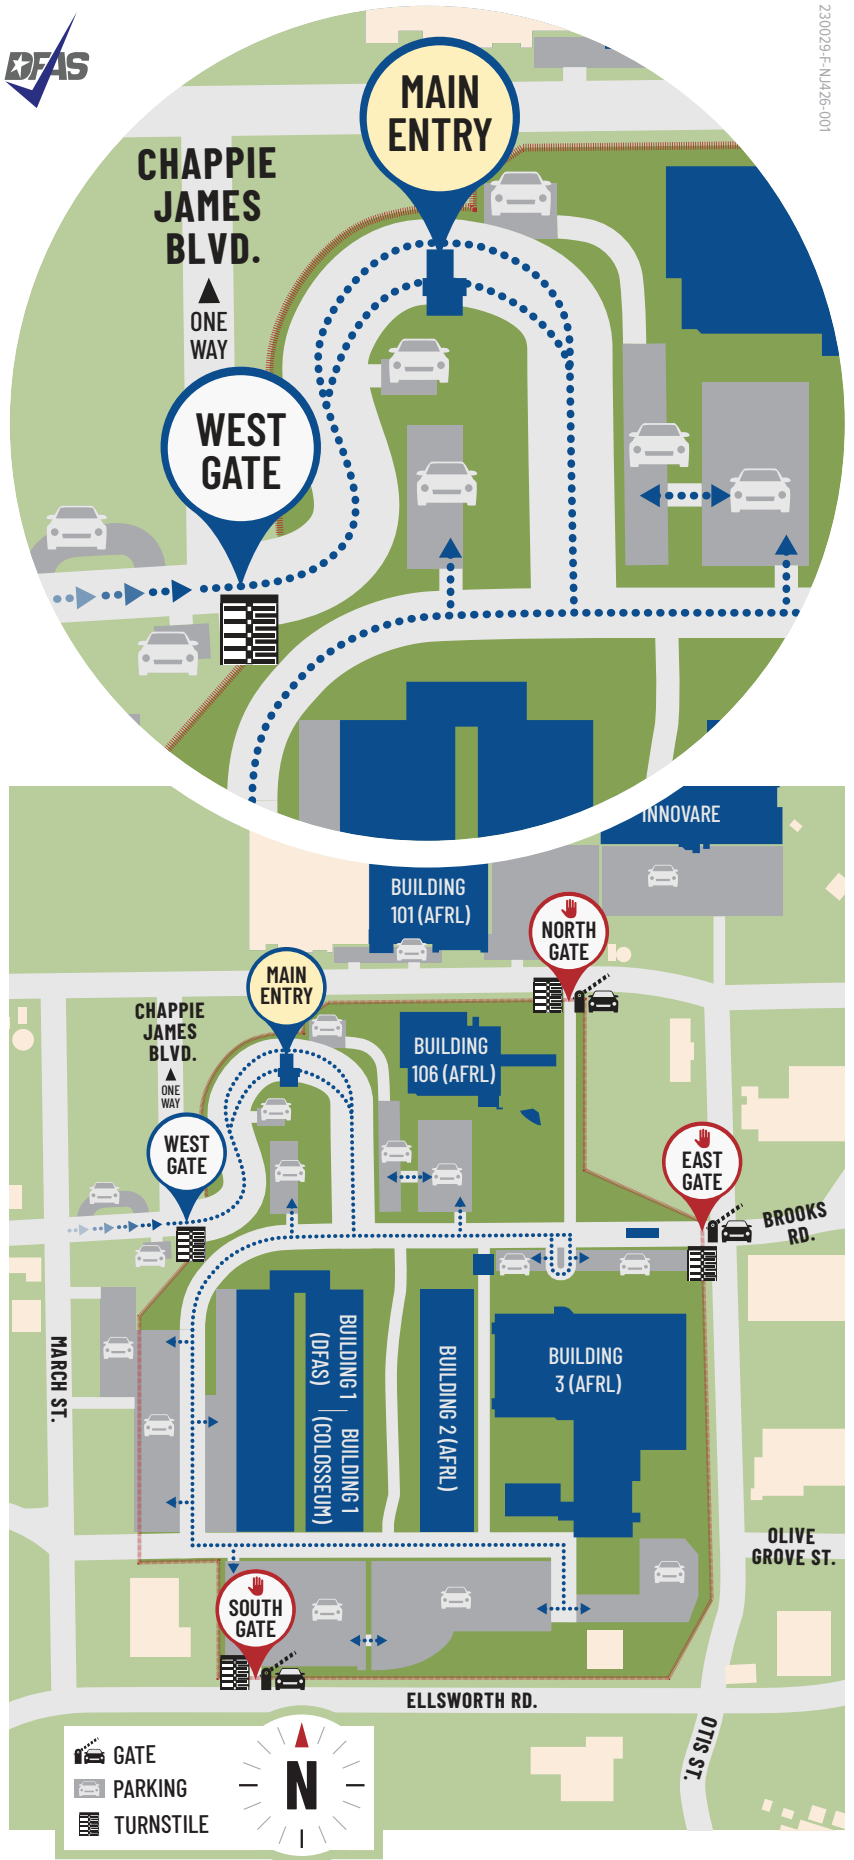 230029-F-NJ426-001
DFAS
MAIN
ENTRY
CHAPPIE
JAMES
BLVD.
ONE
WAY
WEST
GATE
INNOVARE
BUILDING
101 (AFRL)
NORTH
GATE
MAIN
ENTRY
CHAPPIE
JAMES
BLVD.
ONE
WAY
BUILDING
106 (AFRL)
WEST
GATE
EAST
GATE
BROOKS
RD.
MARCH ST.
BUILDING 1
(DFAS)
BUILDING 1
(COLOSSEUM)
BUILDING 2 (AFRL)
BUILDING
3 (AFRL)
OLIVE
GROVE ST.
SOUTH
GATE
ELLSWORTH RD.
OTIS ST.
GATE
PARKING
TURNSTILE
N